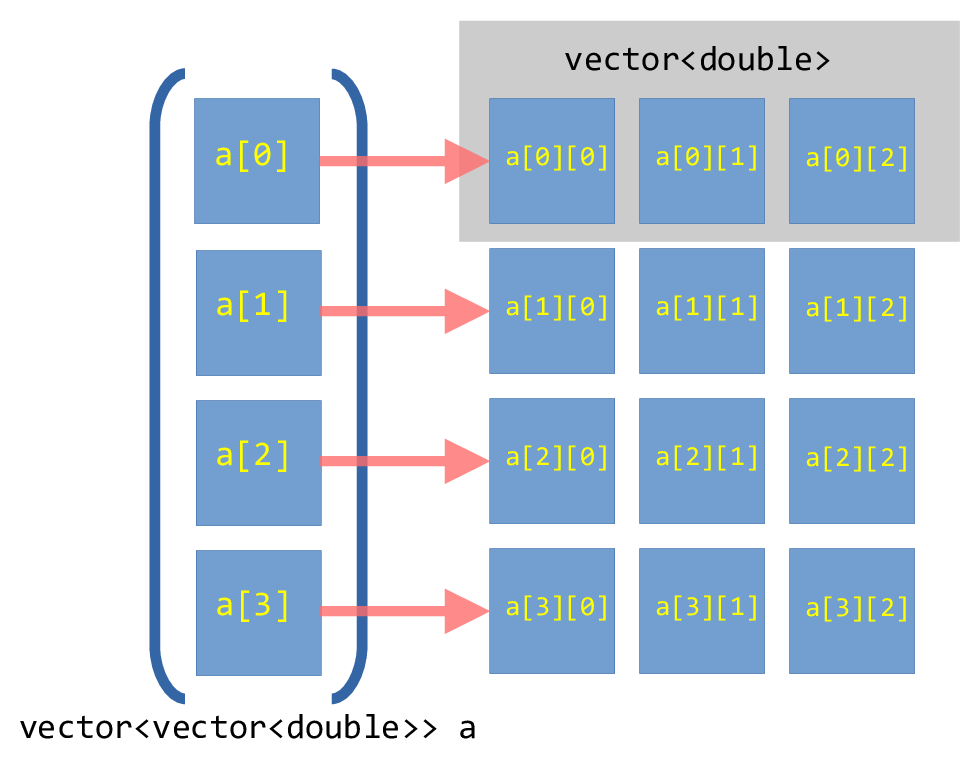 vector<double>
a[0] a[0][0] a[0][1] a[0][2]
a[1] a[1][0] a[1][1] a[1][2]
a[2] a[2][0] a[2][1] a[2][2]
a[3] a[3][0] a[3][1] a[3][2]
vector<vector<double>> a